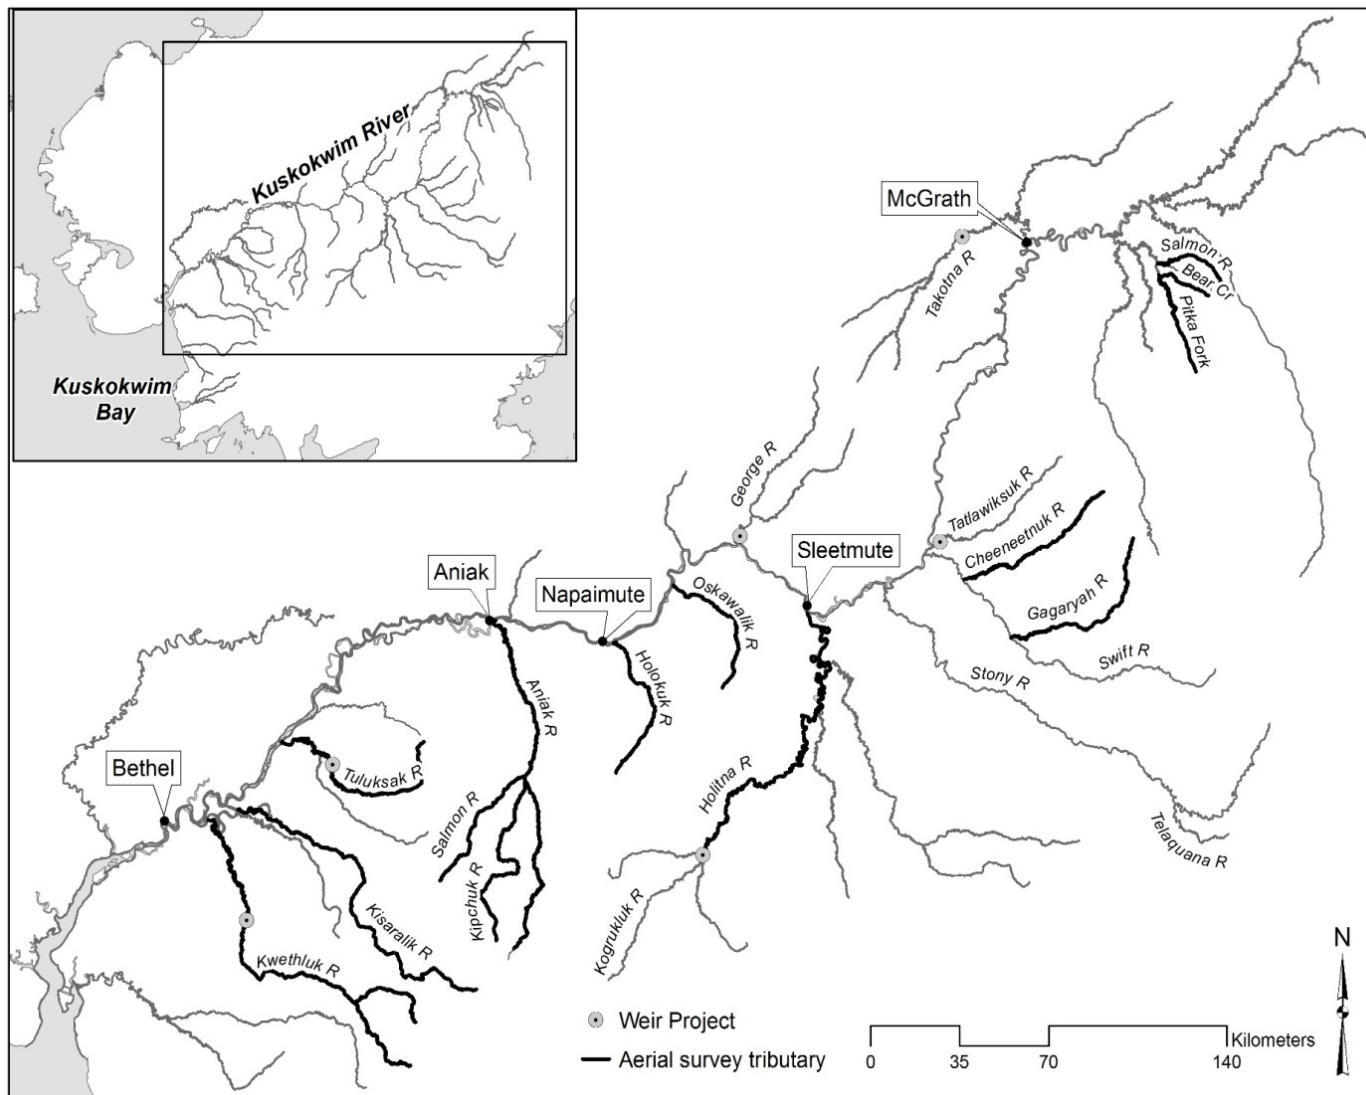 Kuskokwim River
Kuskokwim
Bay
McGrath
Takotna R
Salmon R
Bear Cr
Pitka Fork
George R
Tatlawiksuk R
Cheeneetnuk R
Gagaryah R
Swift R
Stony R
Telaquana R
Sleetmute
Oskawalik R
Napaimute
Holokuk R
Aniak
Aniak R
Holitna R
Kogrukluk R
Salmon R
Kipchuk R
Tuluksak R
Bethel
Kisaralik R
Kwethluk R
N
Weir Project
Aerial survey tributary
Kilometers
0 35 70 140